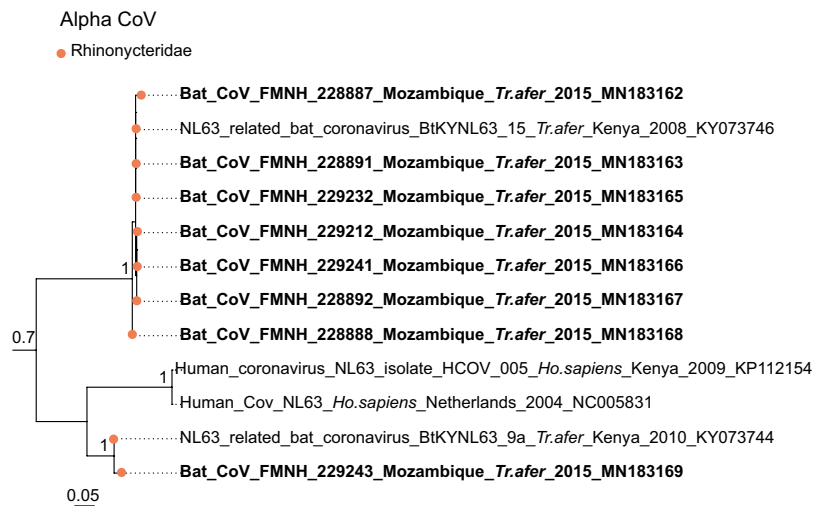 Alpha CoV
Rhinonycteridae
Bat_CoV_FMNH_228887_Mozambique_Tr.afer_2015_MN183162
NL63_related_bat_coronavirus_BtKYNL63_15_Tr.afer_Kenya_2008_KY073746
Bat_CoV_FMNH_228891_Mozambique_Tr.afer_2015_MN183163
Bat_CoV_FMNH_229232_Mozambique_Tr.afer_2015_MN183165
Bat_CoV_FMNH_229212_Mozambique_Tr.afer_2015_MN183164
1
Bat_CoV_FMNH_229241_Mozambique_Tr.afer_2015_MN183166
Bat_CoV_FMNH_228892_Mozambique_Tr.afer_2015_MN183167
Bat_CoV_FMNH_228888_Mozambique_Tr.afer_2015_MN183168
0.7
Human_coronavirus_NL63_isolate_HCOV_005_Ho.sapiens_Kenya_2009_KP112154
1
Human_Cov_NL63_Ho.sapiens_Netherlands_2004_NC005831
NL63_related_bat_coronavirus_BtKYNL63_9a_Tr.afer_Kenya_2010_KY073744
1
Bat_CoV_FMNH_229243_Mozambique_Tr.afer_2015_MN183169
0.05